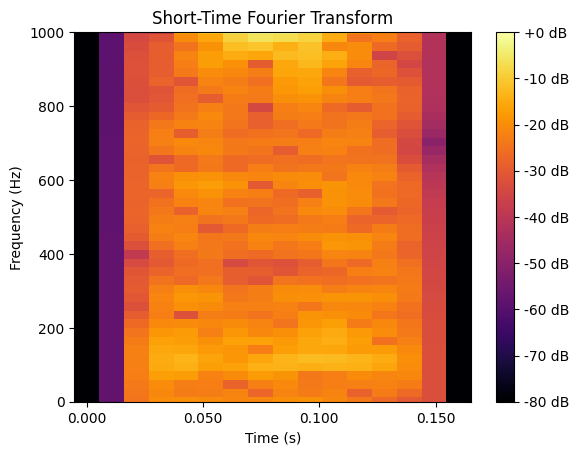 Short-Time Fourier Transform
Frequency (Hz)
1000
800
600
400
200
0
0.000
0.050
0.100
0.150
Time (s)
+0 dB
-10 dB
-20 dB
-30 dB
-40 dB
-50 dB
-60 dB
-70 dB
-80 dB